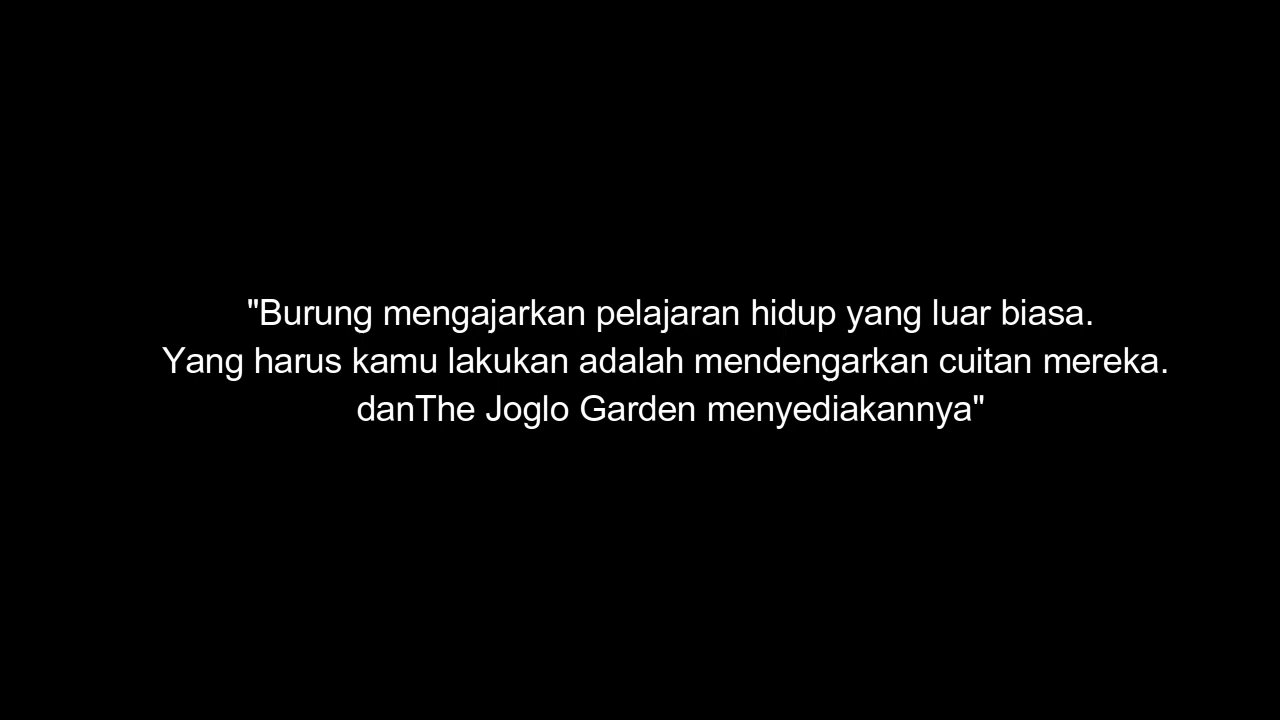 "Burung mengajarkan pelajaran hidup yang luar biasa.
Yang harus kamu lakukan adalah mendengarkan cuitan mereka.
danThe Joglo Garden menyediakannya"